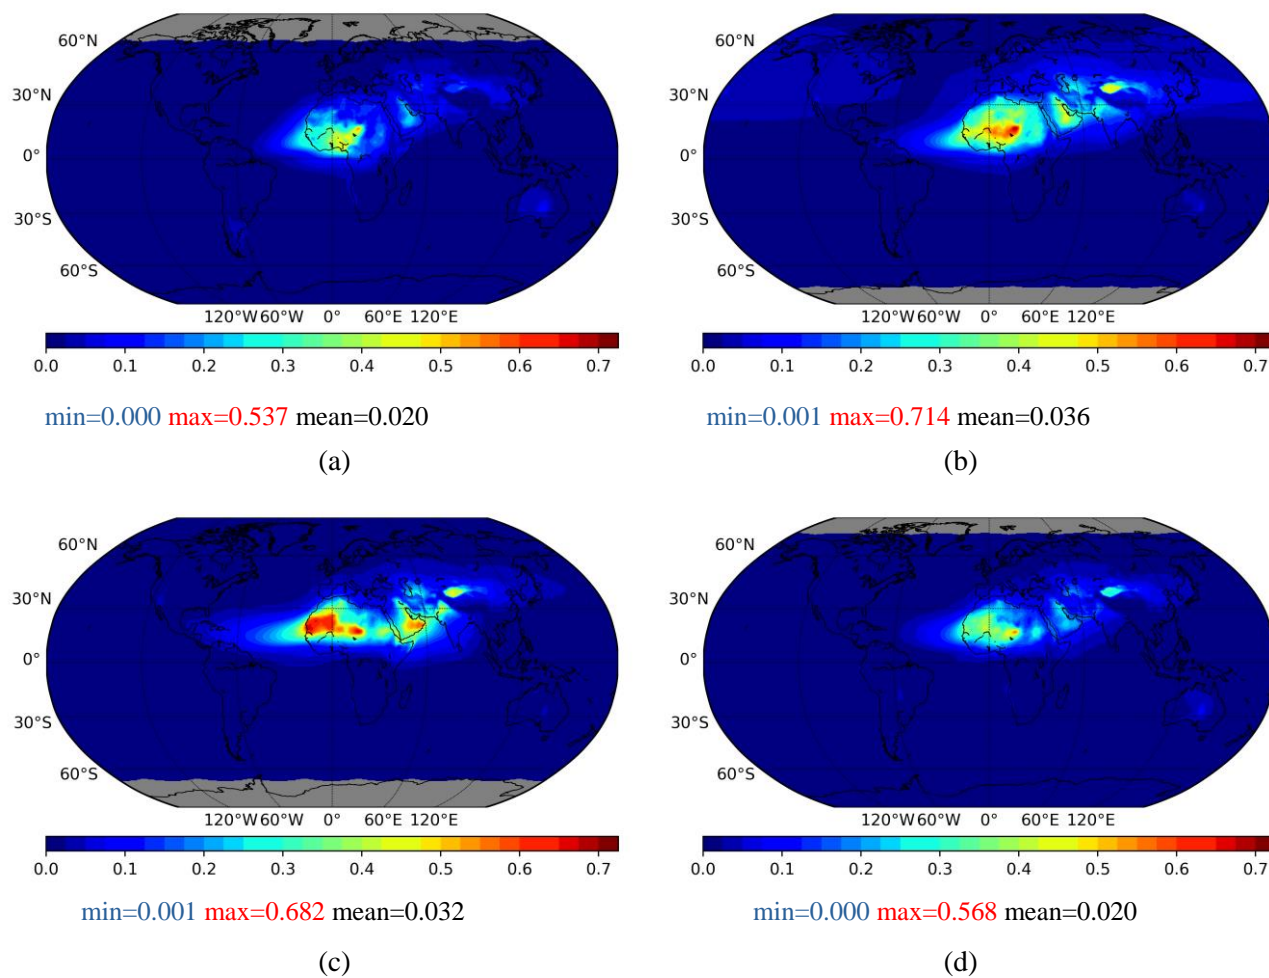 60°N
30°N
0°
30°S
60°S
120°W 60°W 0° 60°E 120°E
0.0 0.1 0.2 0.3 0.4 0.5 0.6 0.7
min=0.000 max=0.537 mean=0.020
(a)
60°N
30°N
0°
30°S
60°S
120°W 60°W 0° 60°E 120°E
0.0 0.1 0.2 0.3 0.4 0.5 0.6 0.7
min=0.001 max=0.714 mean=0.036
(b)
60°N
30°N
0°
30°S
60°S
120°W 60°W 0° 60°E 120°E
0.0 0.1 0.2 0.3 0.4 0.5 0.6 0.7
min=0.001 max=0.682 mean=0.032
(c)
60°N
30°N
0°
30°S
60°S
120°W 60°W 0° 60°E 120°E
0.0 0.1 0.2 0.3 0.4 0.5 0.6 0.7
min=0.000 max=0.568 mean=0.020
(d)